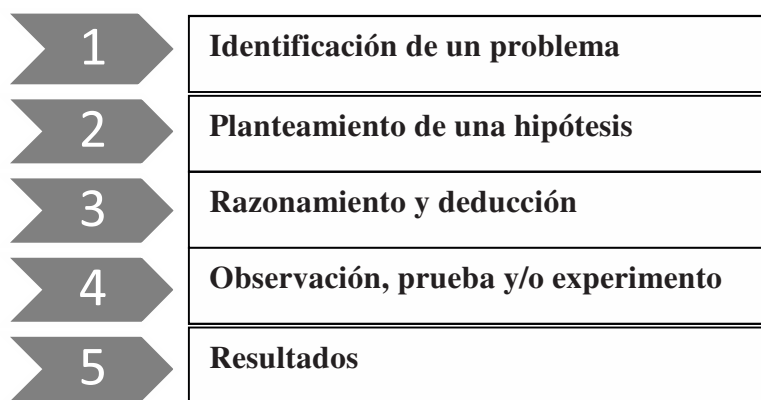 1 Identificación de un problema
2 Planteamiento de una hipótesis
3 Razonamiento y deducción
4 Observación, prueba y/o experimento
5 Resultados